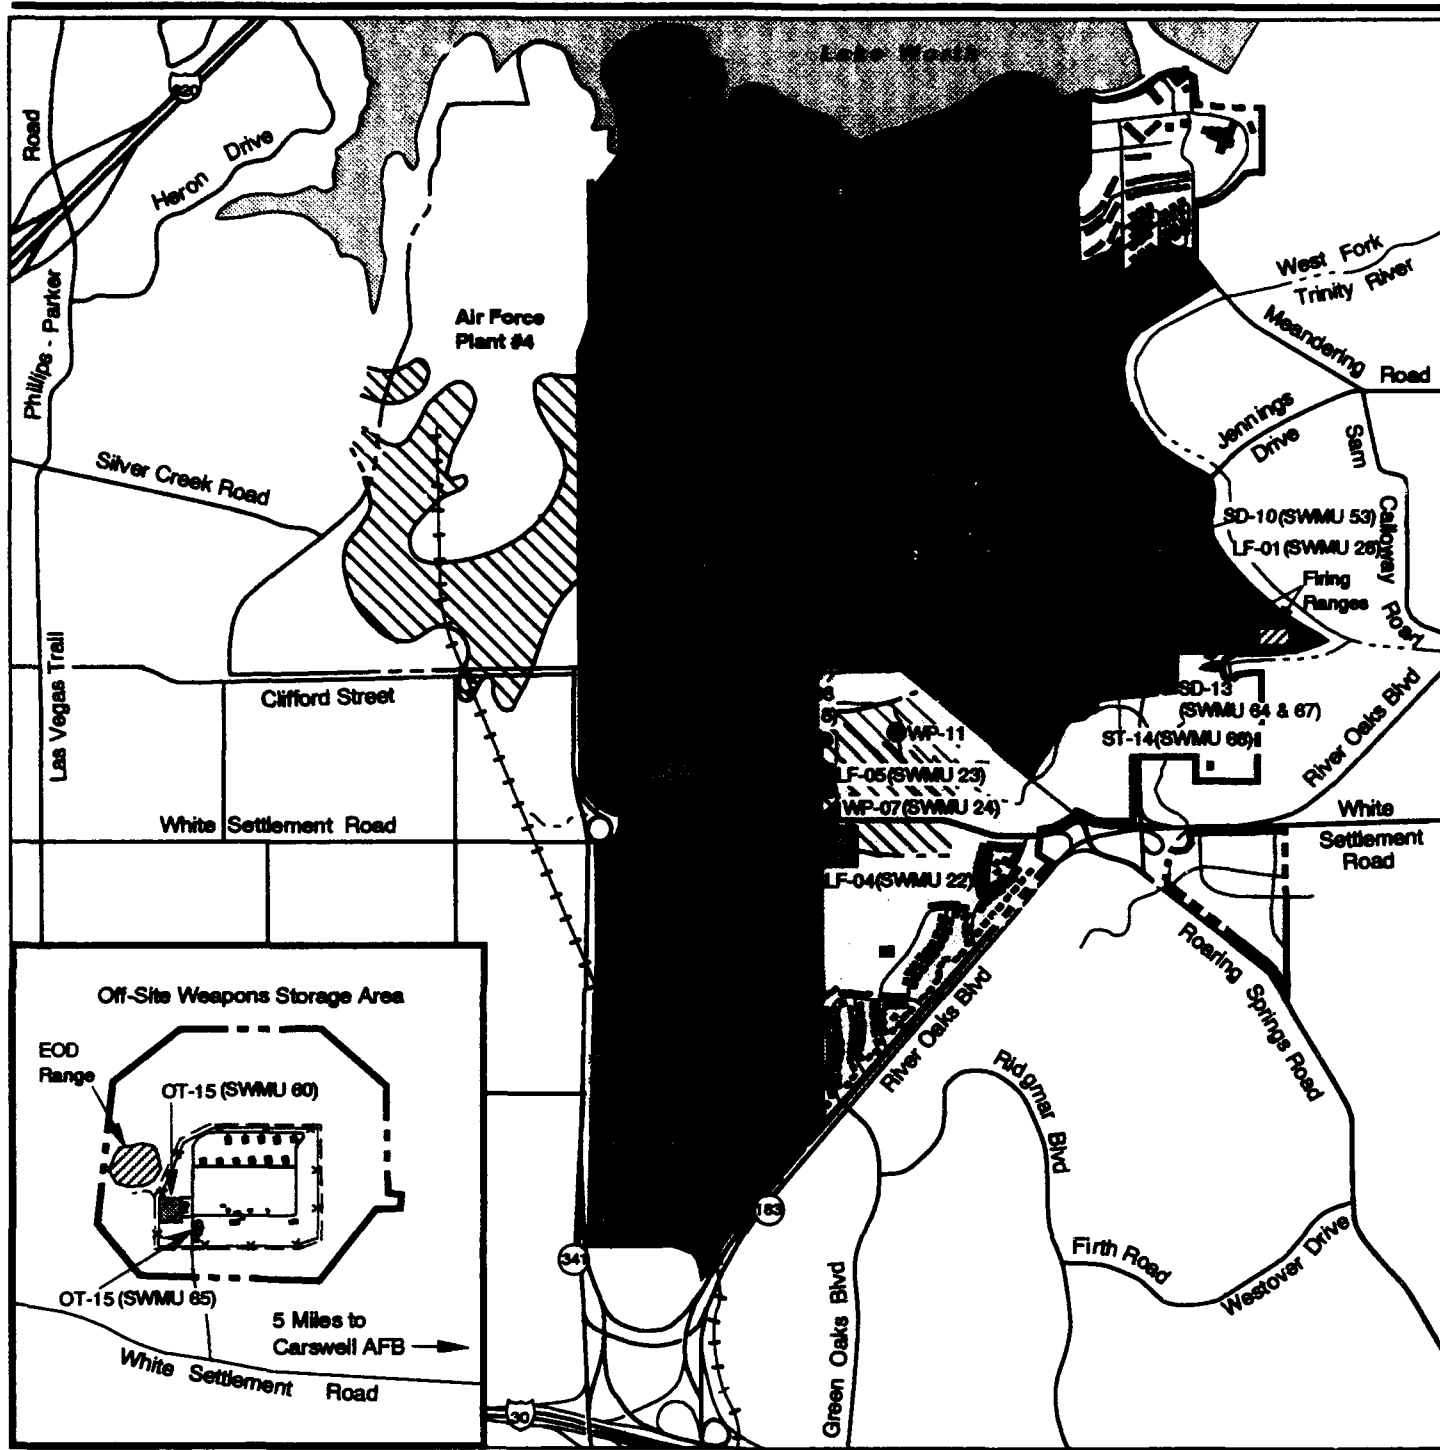 Lake Worth
820
Road
Heron Drive
Phillips - Parker
Air Force
Plant #4
West Fork
Trinity River
Meandering
Road
Jennings
Drive
Sam
Calloway
Road
Silver Creek Road
SD-10(SWMU 53)
LF-01(SWMU 28)
Firing
Ranges
Las Vegas Trail
Clifford Street
SD-13
(SWMU 64 & 67)
ST-14(SWMU 68)
River Oaks Blvd
WP-11
LF-05(SWMU 23)
WP-07(SWMU 24)
White Settlement Road
White
Settlement
Road
LF-04(SWMU 22)
Roaring Springs Road
River Oaks Blvd
Ridgmar Blvd
Off-Site Weapons Storage Area
EOD
Range
OT-15 (SWMU 60)
OT-15 (SWMU 65)
5 Miles to
Carswell AFB
White Settlement Road
183
341
Firth Road
Westover Drive
Green Oaks Blvd
30